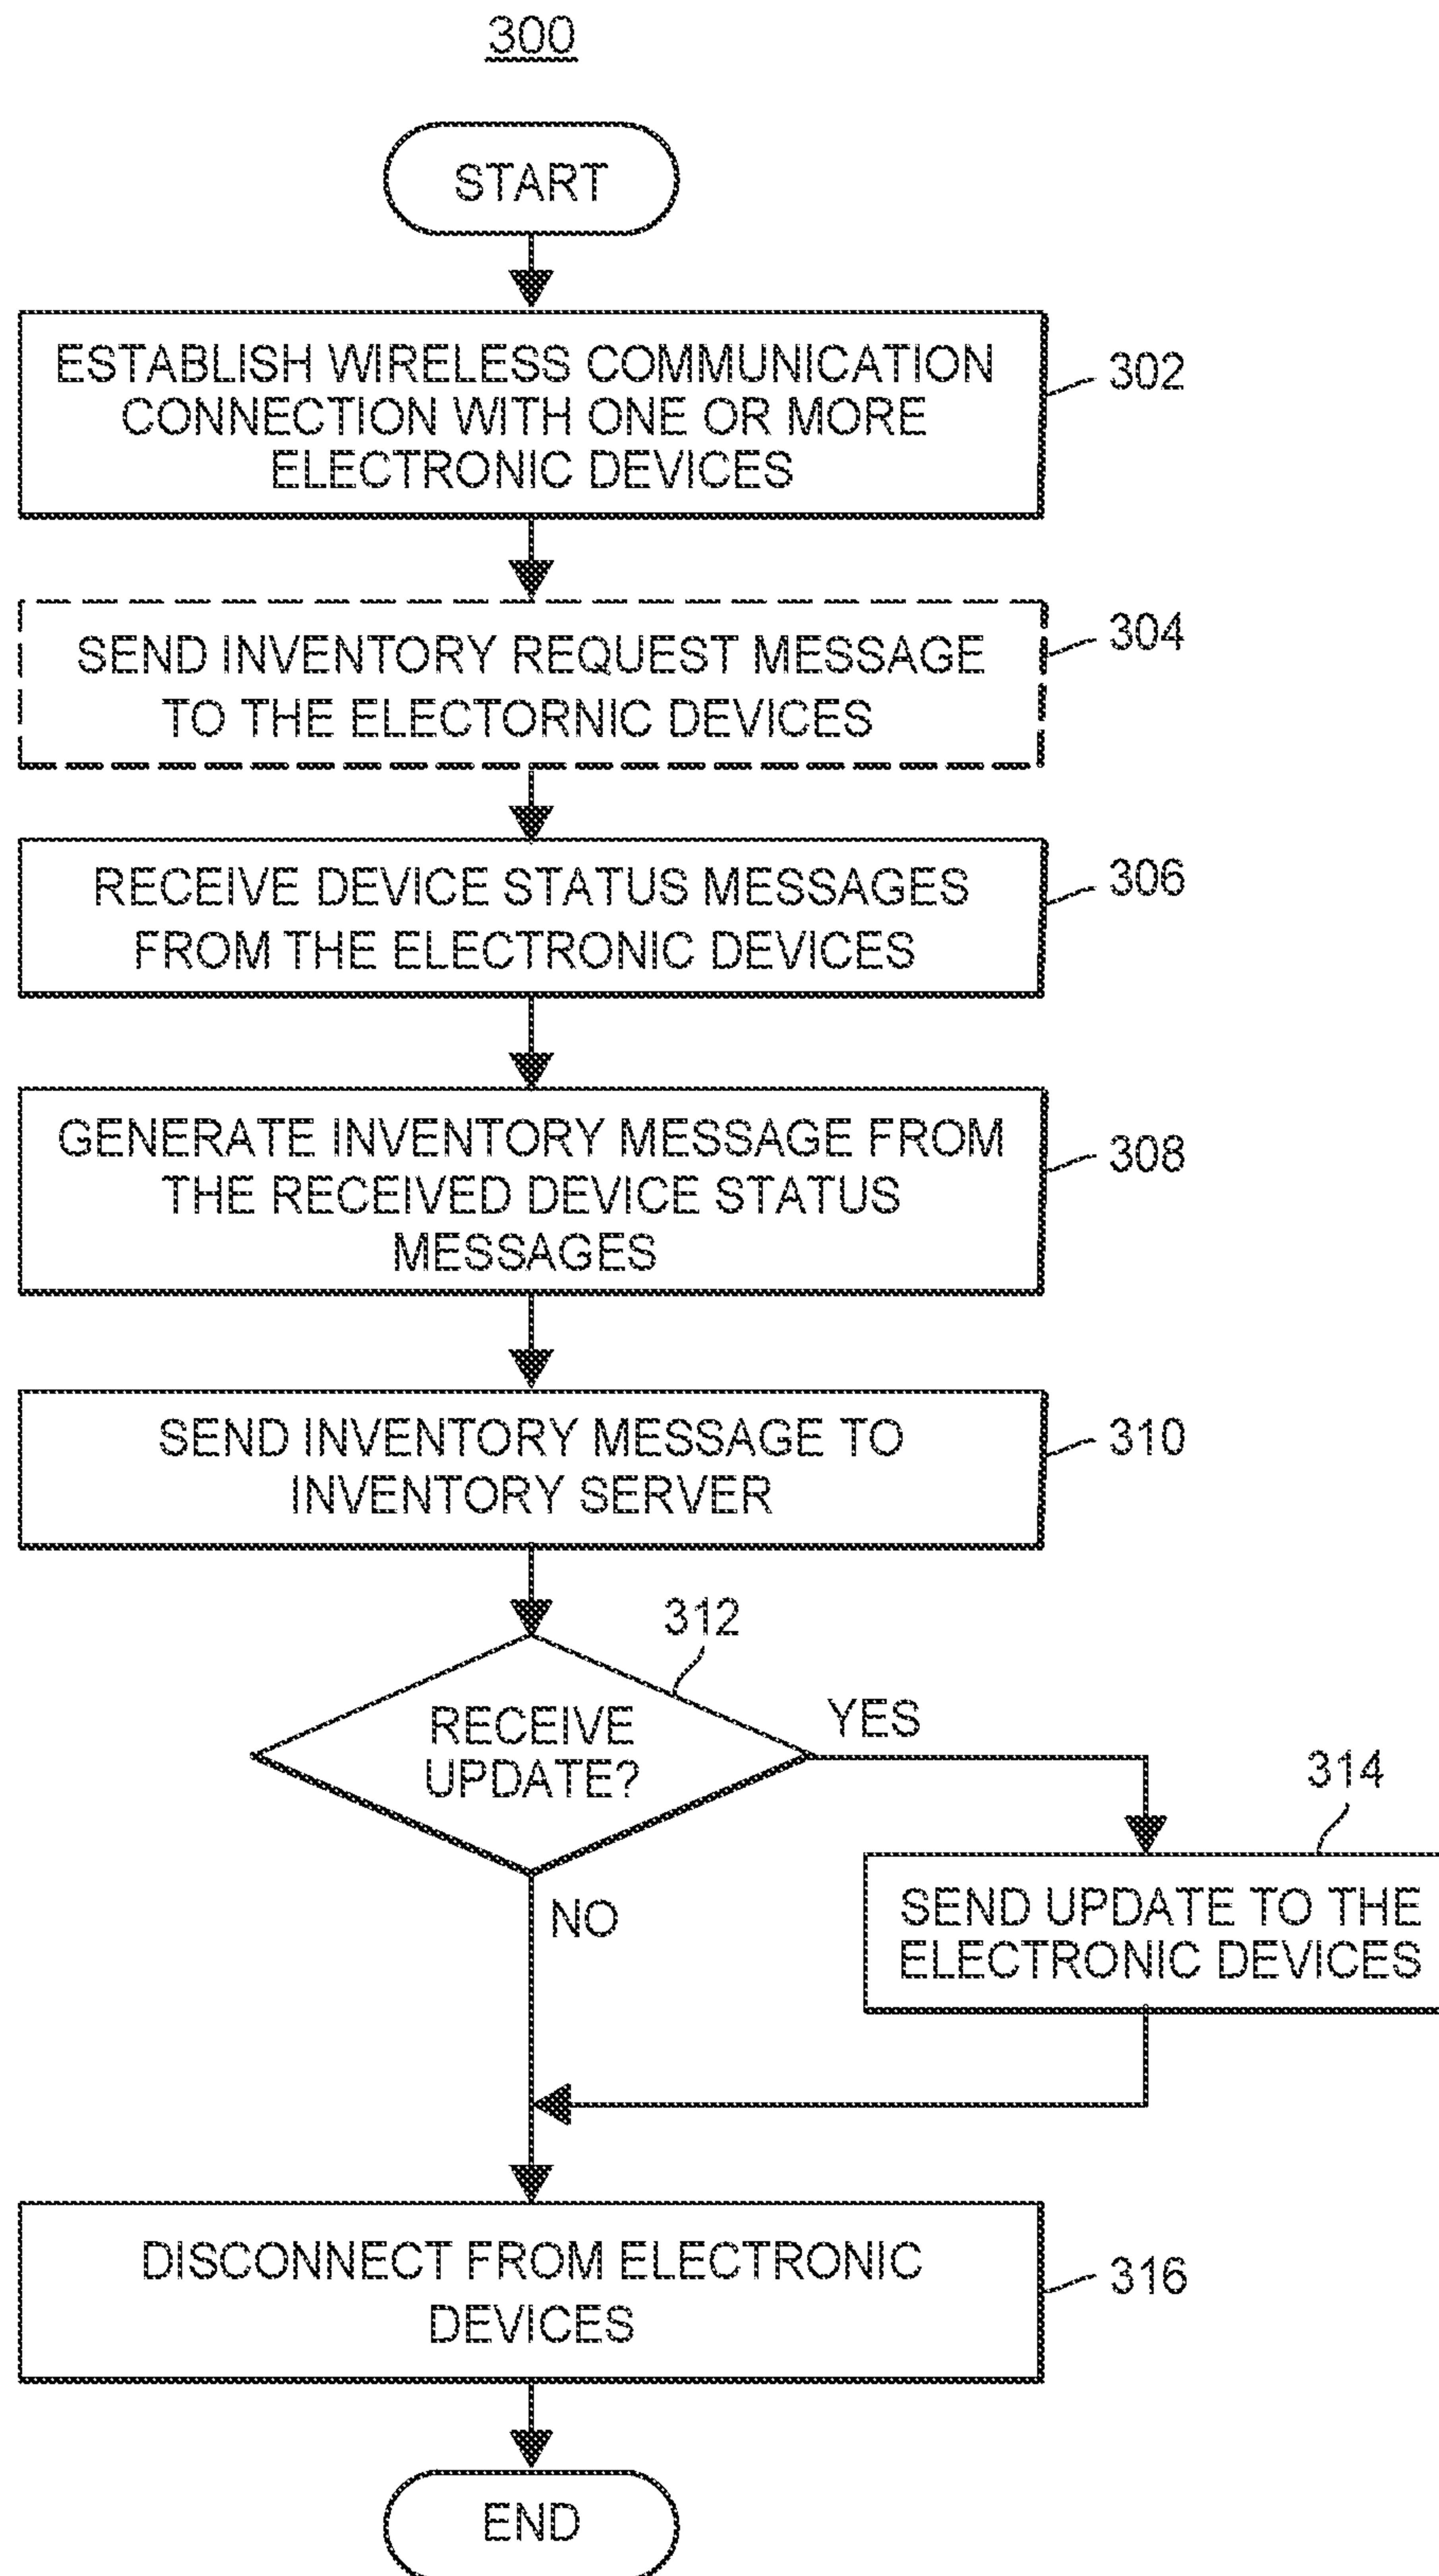 300
START
ESTABLISH WIRELESS COMMUNICATION
CONNECTION WITH ONE OR MORE
ELECTRONIC DEVICES
302
SEND INVENTORY REQUEST MESSAGE
TO THE ELECTORNIC DEVICES
304
RECEIVE DEVICE STATUS MESSAGES
FROM THE ELECTRONIC DEVICES
306
GENERATE INVENTORY MESSAGE FROM
THE RECEIVED DEVICE STATUS
MESSAGES
308
SEND INVENTORY MESSAGE TO
INVENTORY SERVER
310
312
RECEIVE
UPDATE?
YES
NO
314
SEND UPDATE TO THE
ELECTRONIC DEVICES
DISCONNECT FROM ELECTRONIC
DEVICES
316
END